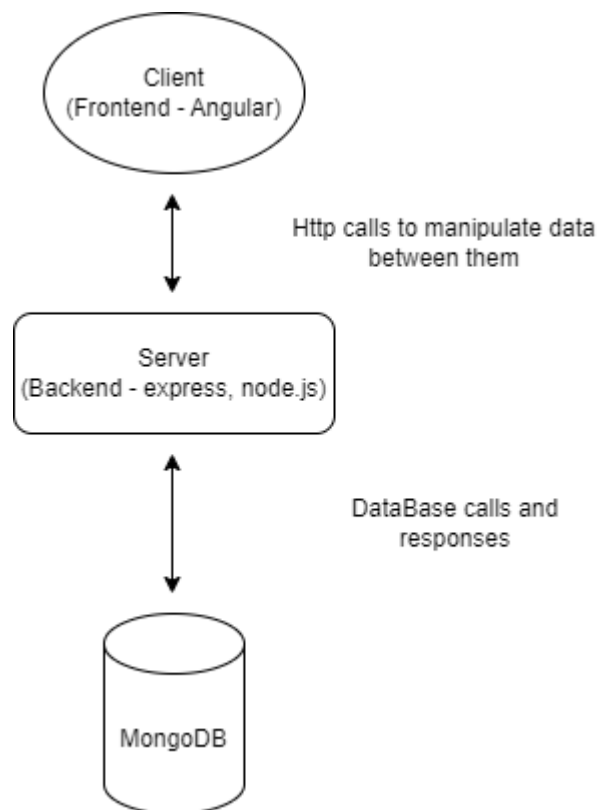 Client
(Frontend - Angular)
Http calls to manipulate data
between them
Server
(Backend - express, node.js)
DataBase calls and
responses
MongoDB